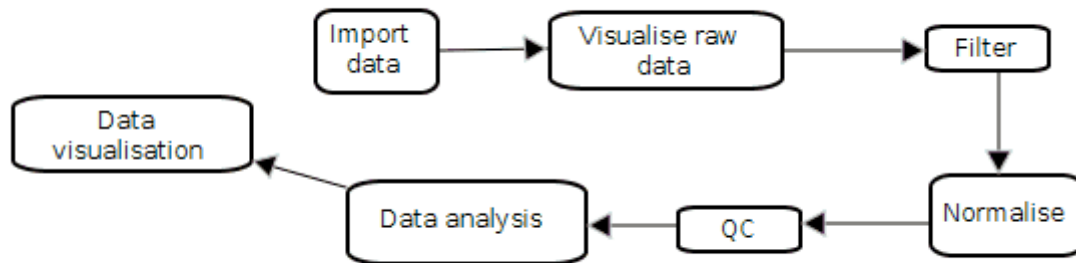 Import
data
Visualise raw
data
Filter
Normalise
QC
Data analysis
Data
visualisation